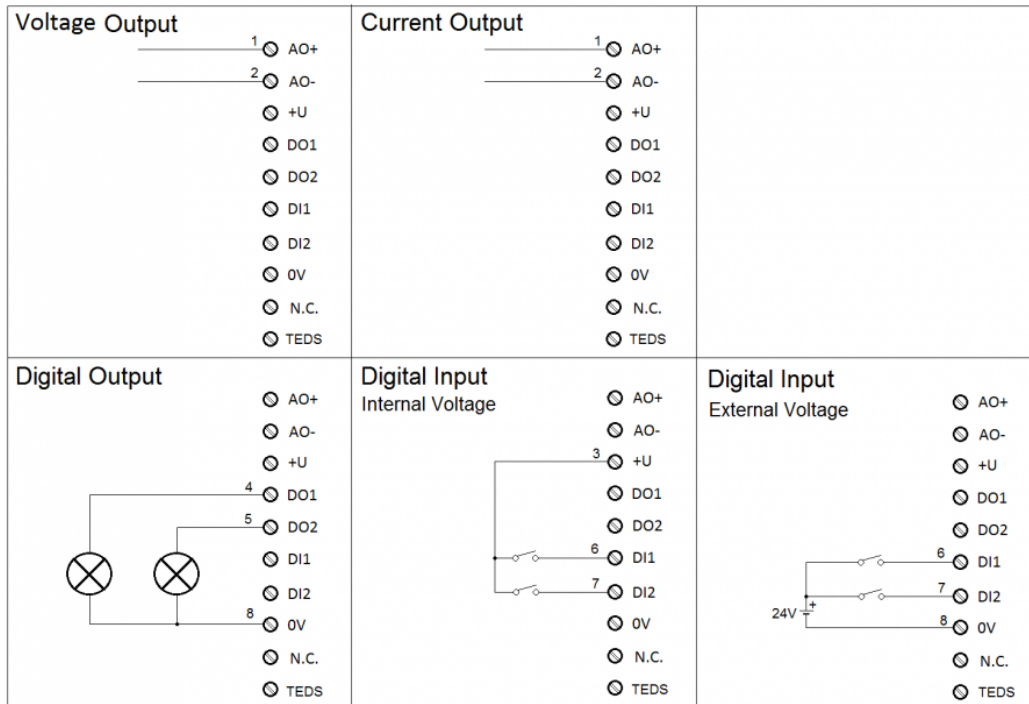 Voltage Output
1 AO+
2 AO-
+U
DO1
DO2
DI1
DI2
0V
N.C.
TEDS
Current Output
1 AO+
2 AO-
+U
DO1
DO2
DI1
DI2
0V
N.C.
TEDS
Digital Output
AO+
AO-
+U
4 DO1
5 DO2
DI1
DI2
8 0V
N.C.
TEDS
Digital Input
Internal Voltage
AO+
AO-
3 +U
DO1
DO2
6 DI1
7 DI2
0V
N.C.
TEDS
Digital Input
External Voltage
AO+
AO-
+U
DO1
DO2
6 DI1
7 DI2
24V +
8 0V
N.C.
TEDS